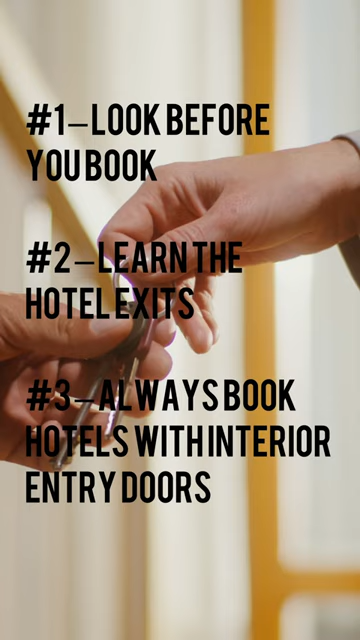 #1–LOOK BEFORE
YOU BOOK
#2–LEARN THE
HOTEL EXITS
#3–ALWAYS BOOK
HOTELS WITH INTERIOR
ENTRY DOORS